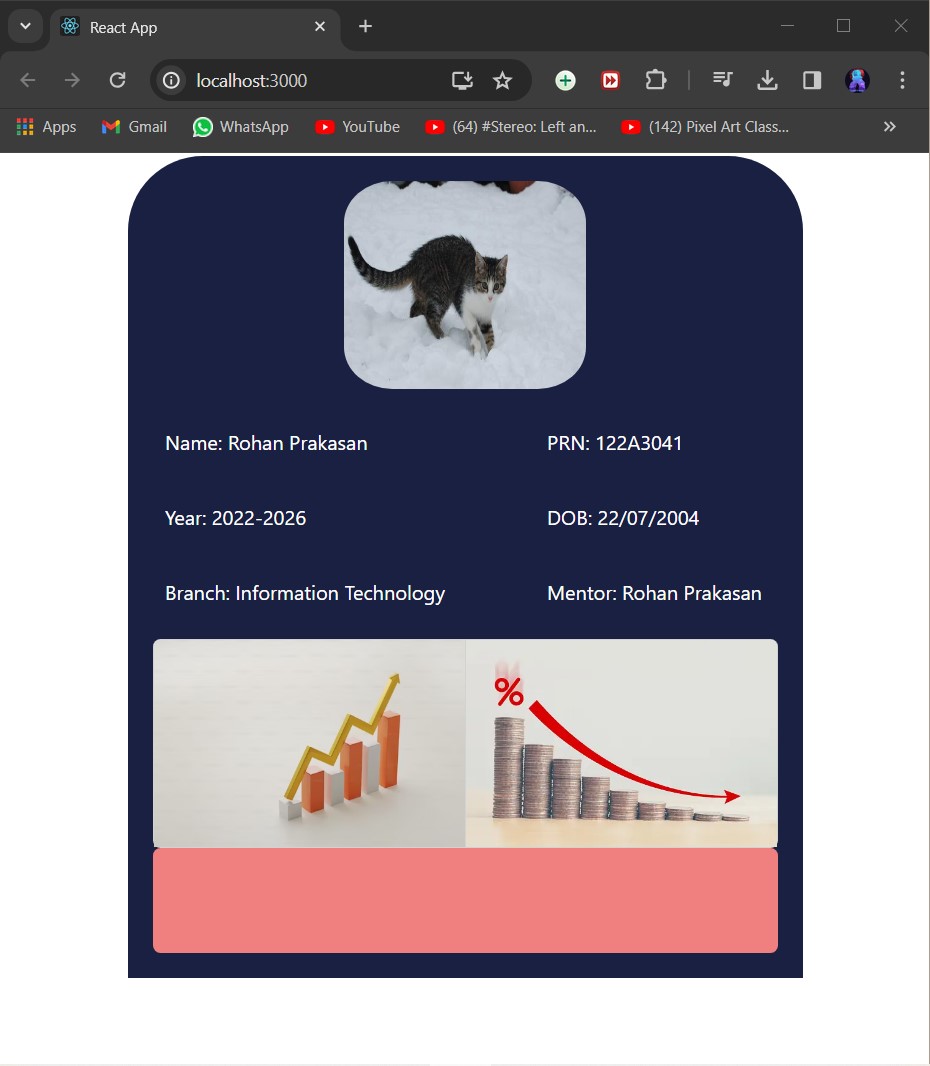 React App
localhost:3000
Apps Gmail WhatsApp YouTube (64) #Stereo: Left an... (142) Pixel Art Class...
Name: Rohan Prakasan PRN: 122A3041
Year: 2022-2026 DOB: 22/07/2004
Branch: Information Technology Mentor: Rohan Prakasan
%